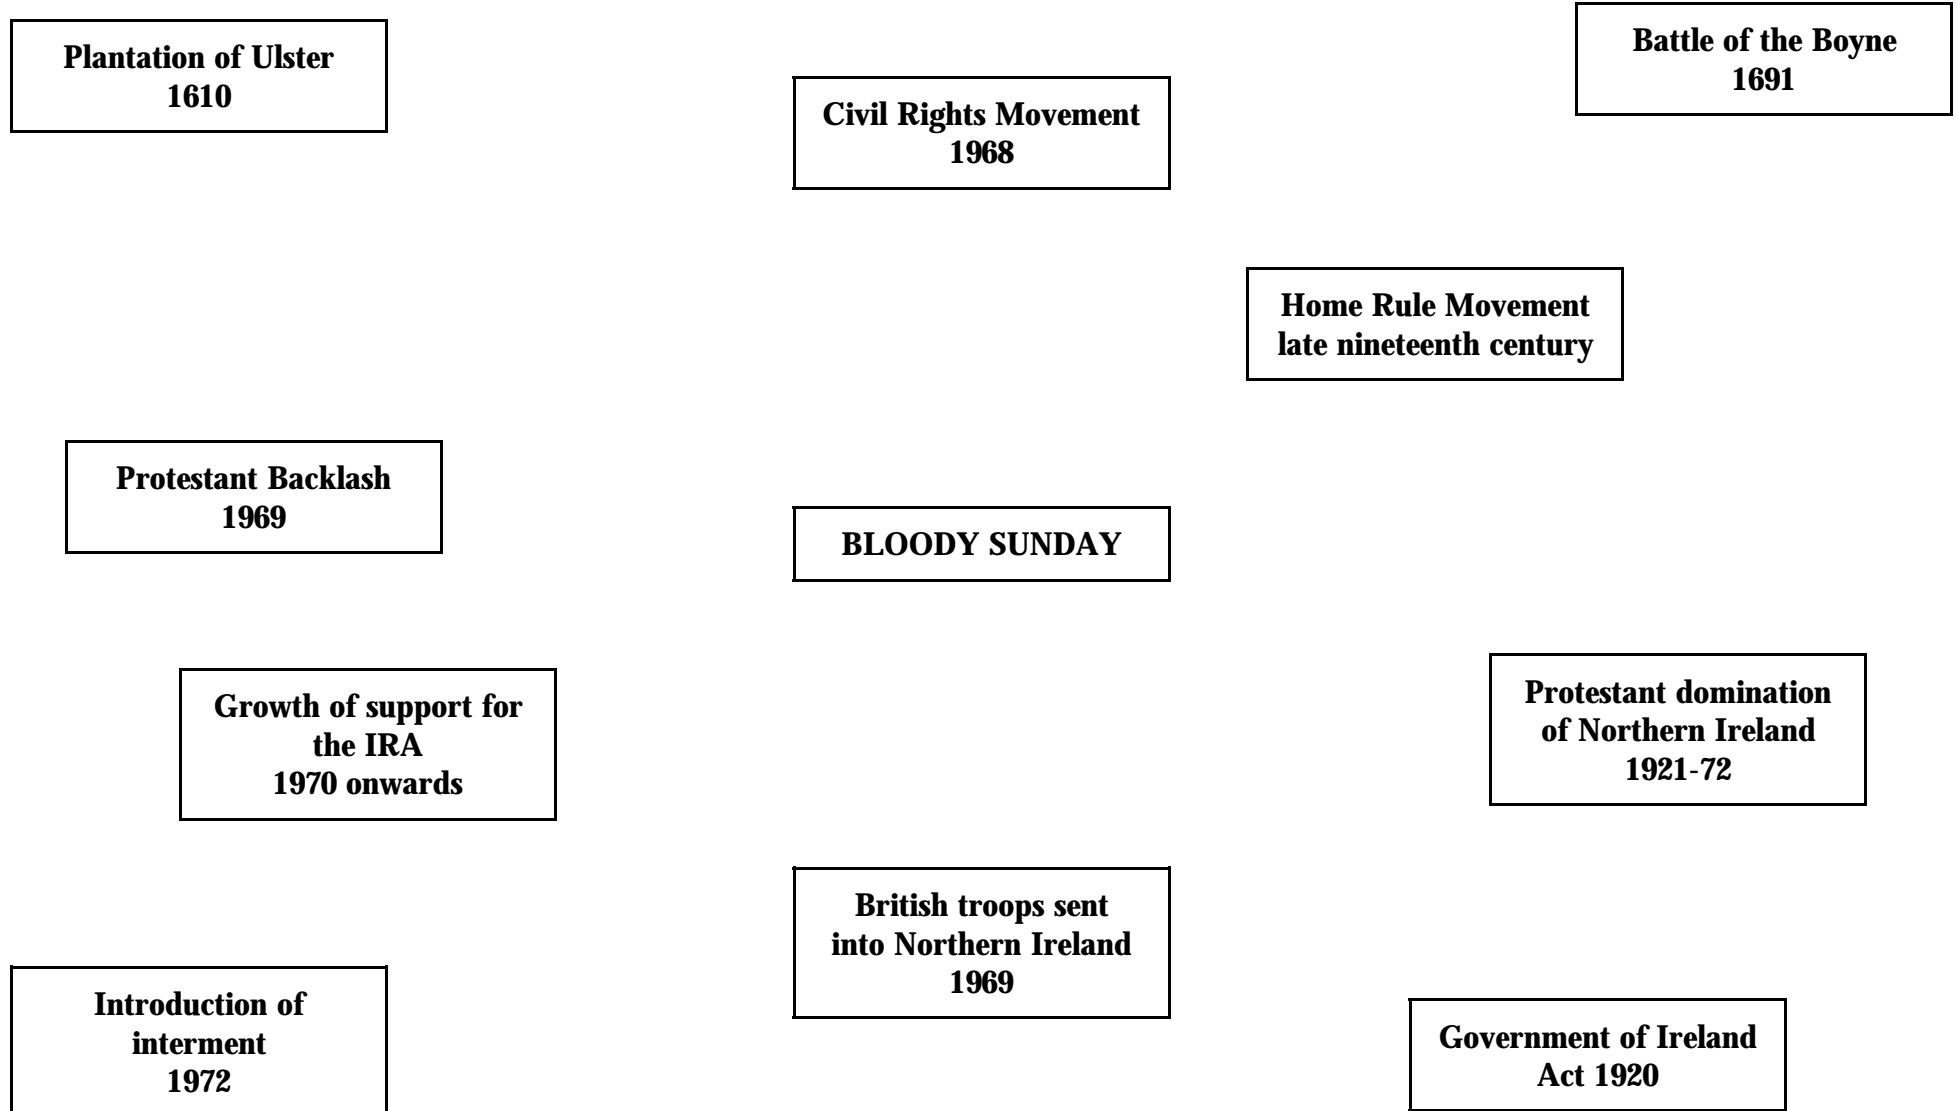 Plantation of Ulster
1610
Battle of the Boyne
1691
Civil Rights Movement
1968
Home Rule Movement
late nineteenth century
Protestant Backlash
1969
BLOODY SUNDAY
Growth of support for
the IRA
1970 onwards
Protestant domination
of Northern Ireland
1921-72
British troops sent
into Northern Ireland
1969
Introduction of
interment
1972
Government of Ireland
Act 1920